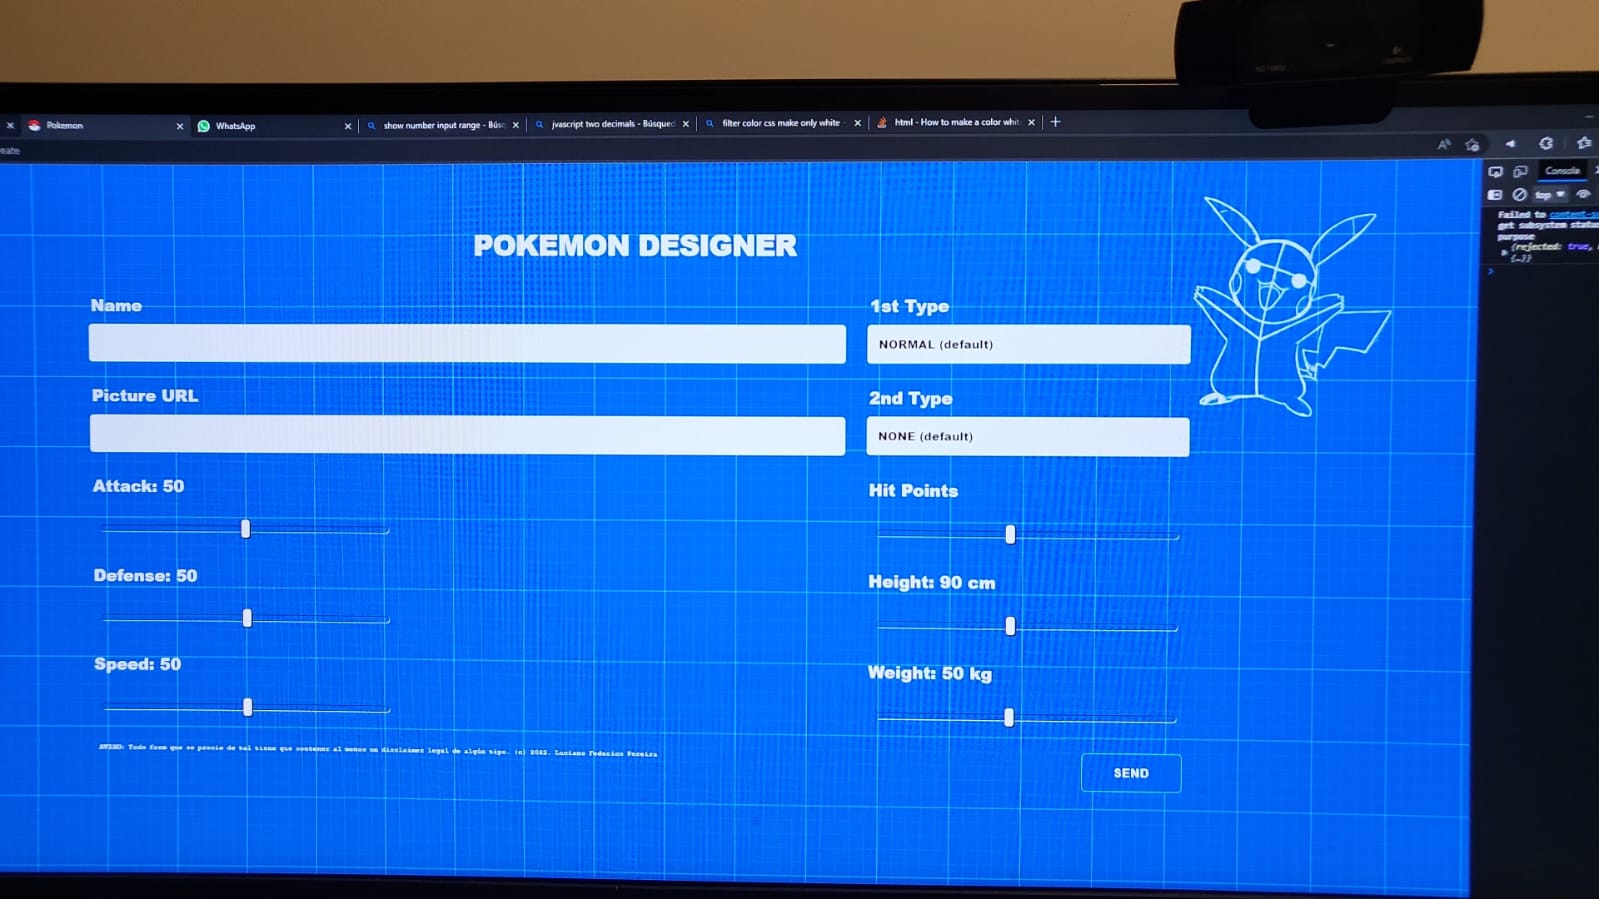 Pokemon
WhatsApp
show number input range - Búsq
jvascript two decimals - Búsqued
filter color css make only white -
html - How to make a color whit
eate
Consola
top
Failed to content-s
get subsystem status
purpose
{rejected: true,
{…}}
POKEMON DESIGNER
Name
1st Type
NORMAL (default)
Picture URL
2nd Type
NONE (default)
Attack: 50
Hit Points
Defense: 50
Height: 90 cm
Speed: 50
Weight: 50 kg
AVISO: Todo form que se precie de tal tiene que contener al menos un disclaimer legal de algún tipo. (c) 2022. Luciano Federico Pereira
SEND